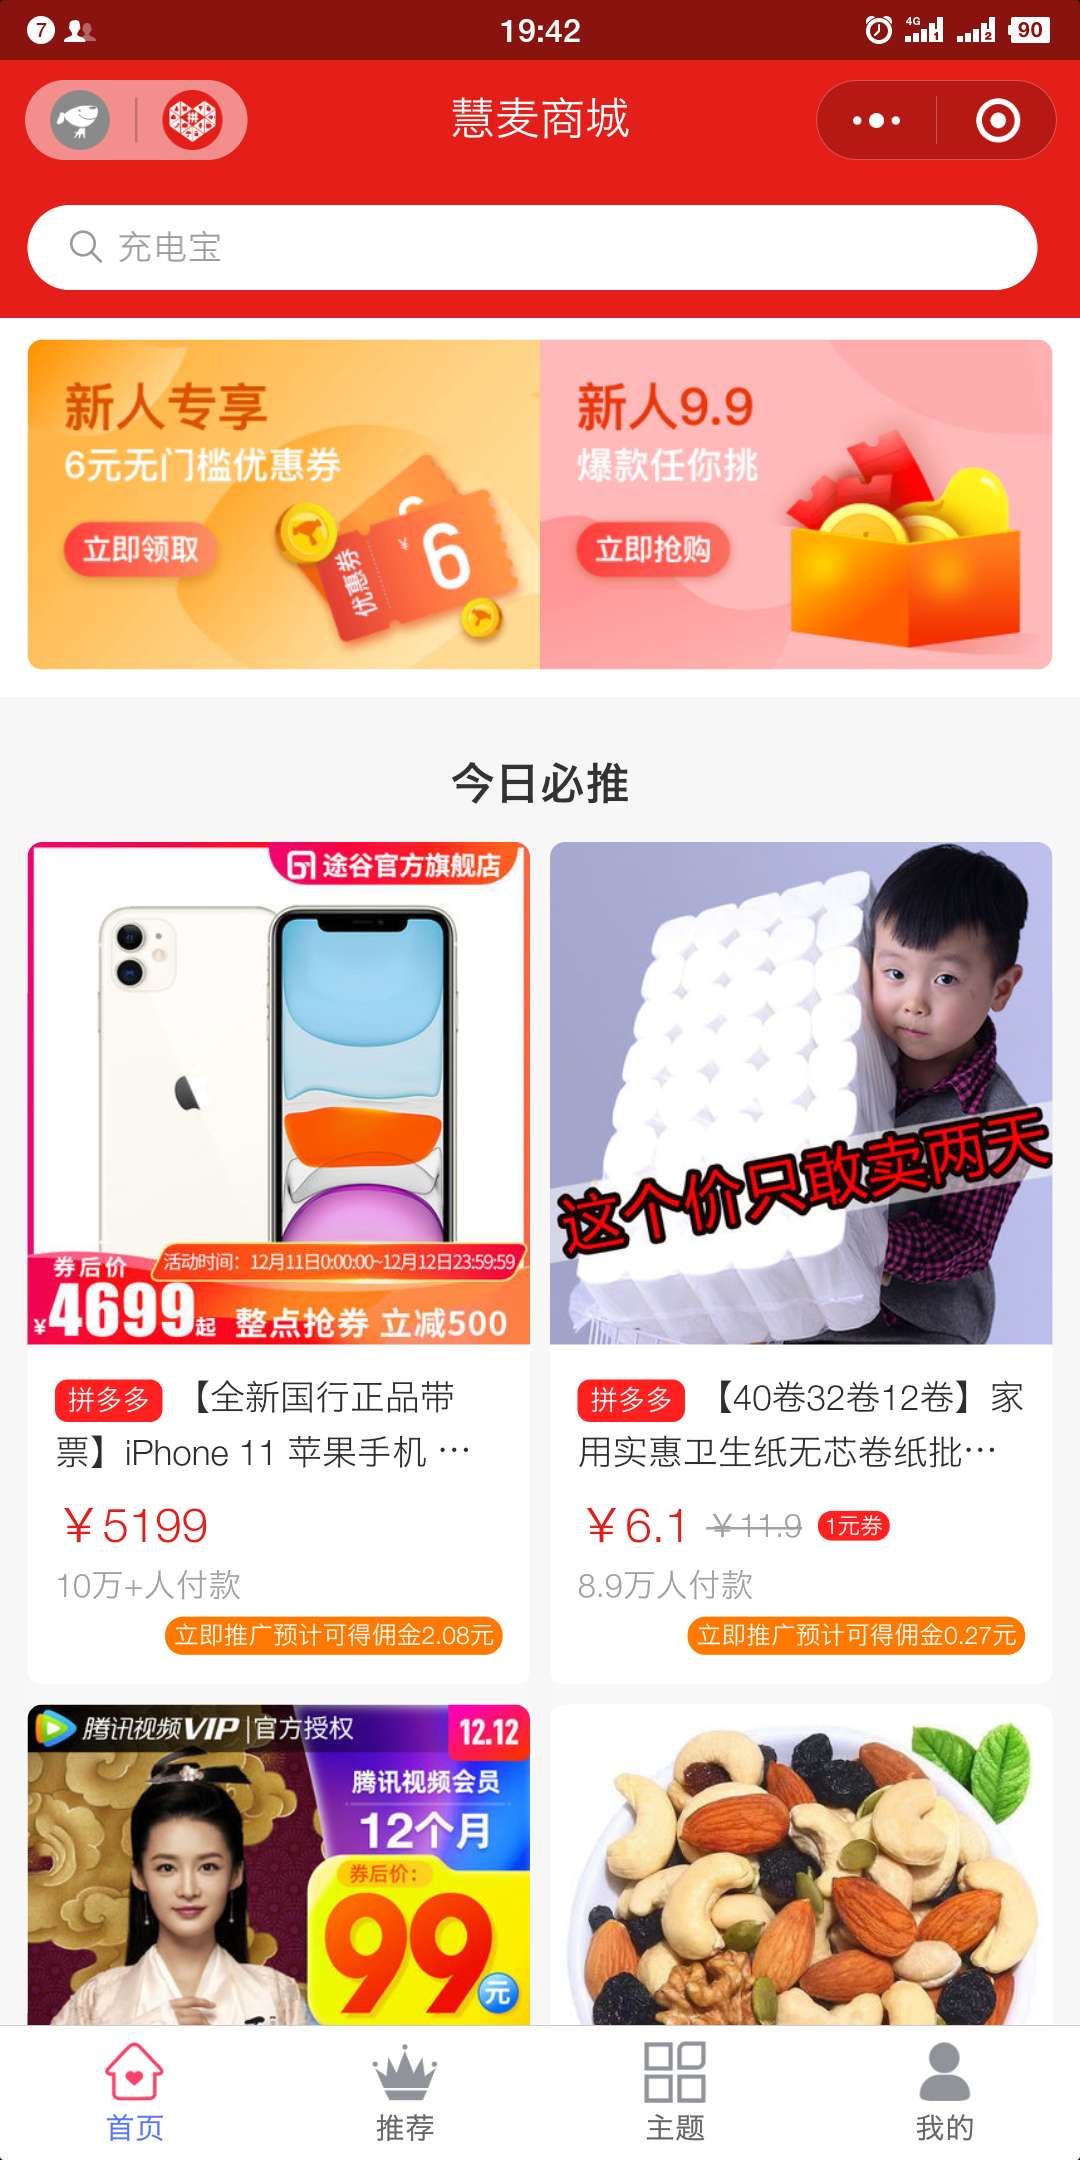 7
19:42
4G
1
2
90
拼
慧麦商城
充电宝
新人专享
6元无门槛优惠券
立即领取
优惠券
¥
6
新人9.9
爆款任你挑
立即抢购
今日必推
途谷官方旗舰店
券后价
活动时间：12月11日0:00:00~12月12日23:59:59
¥4699起
整点抢券 立减500
拼多多 【全新国行正品带
票】iPhone 11 苹果手机 …
￥5199
10万+人付款
立即推广预计可得佣金2.08元
这个价只敢卖两天
拼多多 【40卷32卷12卷】家
用实惠卫生纸无芯卷纸批…
￥6.1 ￥11.9 1元券
8.9万人付款
立即推广预计可得佣金0.27元
腾讯视频VIP |官方授权
12.12
腾讯视频会员
12个月
券后价：
99元
首页
推荐
主题
我的